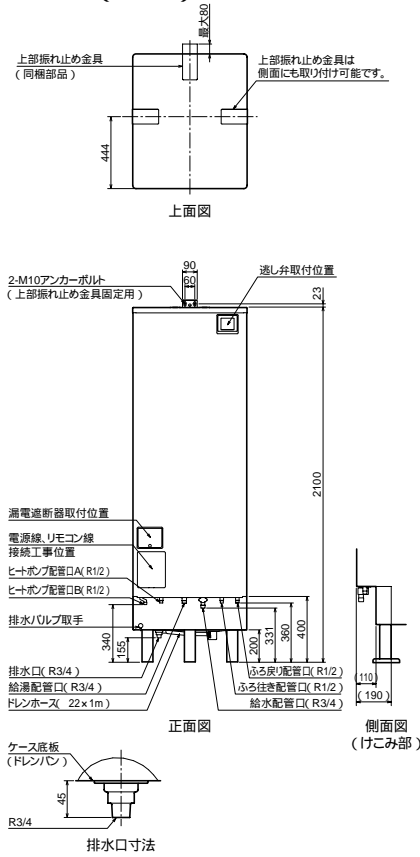 最大80
上部振れ止め金具
(同梱部品)
上部振れ止め金具は
側面にも取り付け可能です。
444
上面図
90
60
2-M10アンカーボルト
(上部振れ止め金具固定用)
逃し弁取付位置
23
2100
漏電遮断器取付位置
電源線、リモコン線
接続工事位置
ヒートポンプ配管口A(R1/2)
ヒートポンプ配管口B(R1/2)
排水バルブ取手
340
155
200
331
360
400
排水口(R3/4)
給湯配管口(R3/4)
ドレンホース( 22×1m)
ふろ戻り配管口(R1/2)
ふろ往き配管口(R1/2)
給水配管口(R3/4)
正面図
(110)
(190)
側面図
(けこみ部)
ケース底板
(ドレンパン)
45
R3/4
排水口寸法